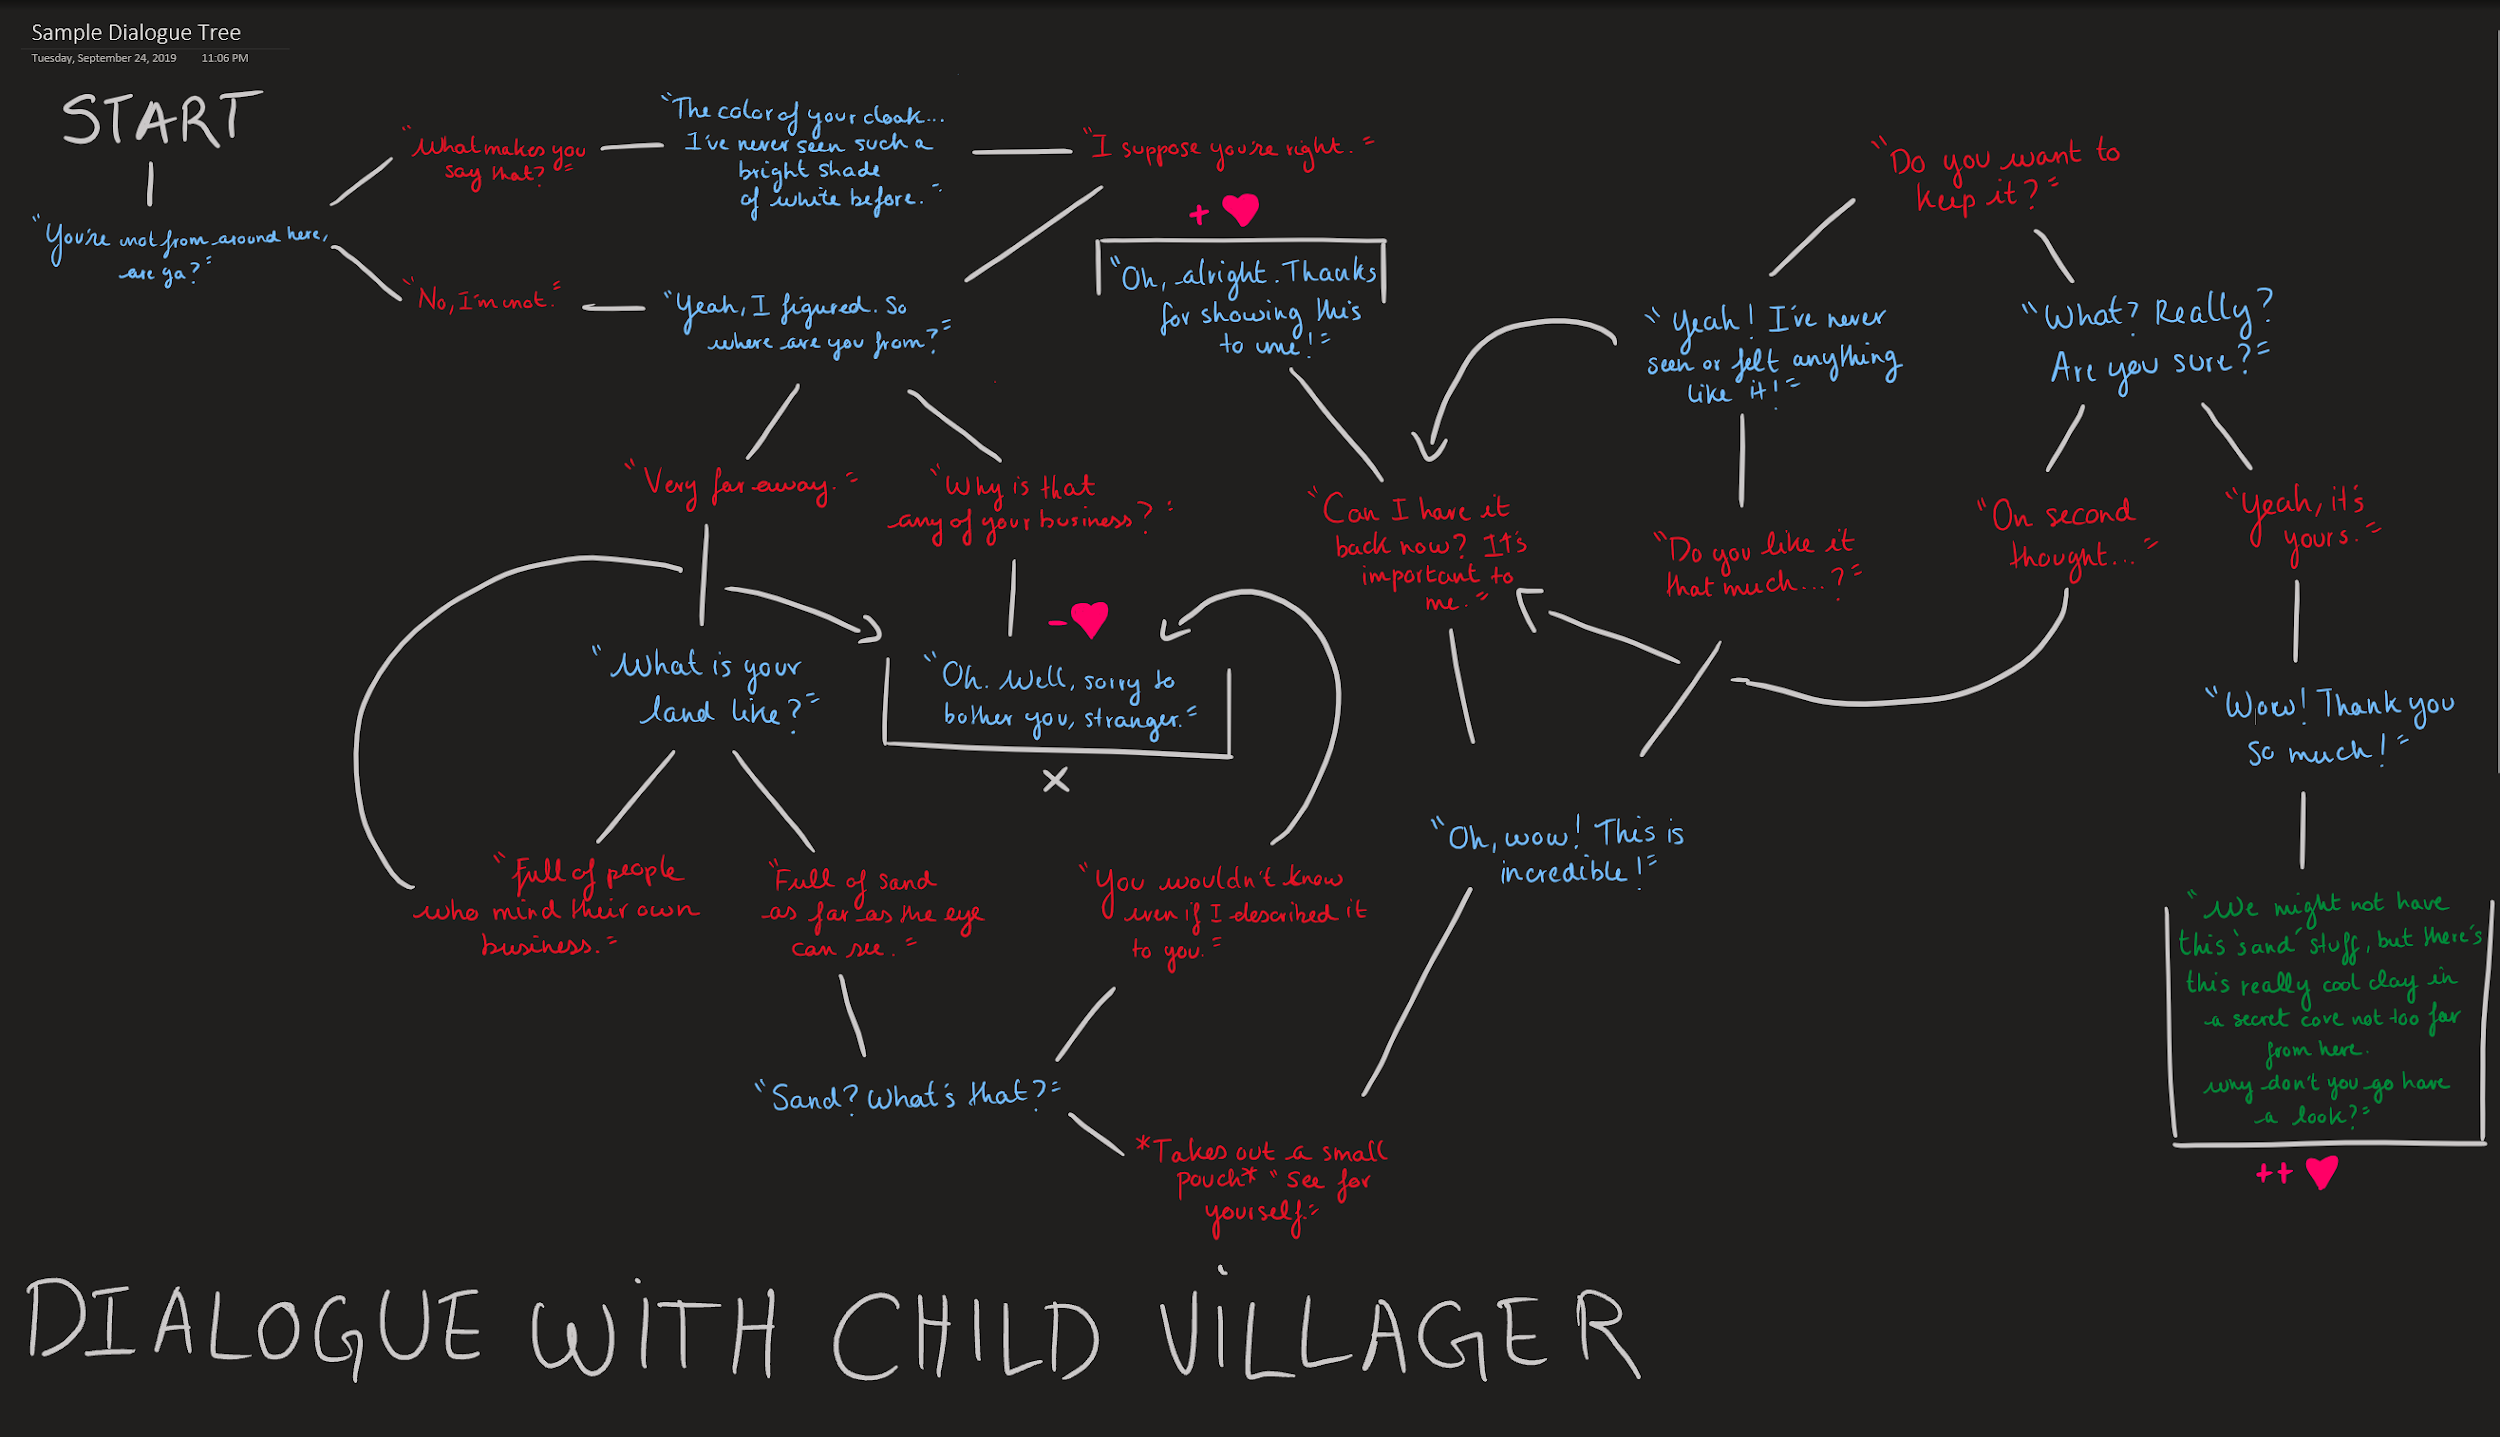 Sample Dialogue Tree
Tuesday, September 24, 2019 11:06 PM
START
"You're not from around here,
are ya?"
"What makes you
say that?"
"No, I'm not."
"The color of your cloak...
I've never seen such a
bright shade
of white before."
"Yeah, I figured. So
where are you from?"
"I suppose you're right."
+
"Oh, alright. Thanks
for showing this
to me!"
"Do you want to
keep it?"
"Yeah! I've never
seen or felt anything
like it!"
"What? Really?
Are you sure?"
"Very far away."
"Why is that
any of your business?"
"Can I have it
back now? It's
important to
me."
"Do you like it
that much...?"
"On second
thought..."
"Yeah, it's
yours."
"What is your
land like?"
-
"Oh. Well, sorry to
bother you, stranger."
X
"Wow! Thank you
so much!"
"Full of people
who mind their own
business."
"Full of sand
as far as the eye
can see."
"You wouldn't know
even if I described it
to you."
"Oh, wow! This is
incredible!"
"We might not have
this 'sand' stuff, but there's
this really cool clay in
a secret cove not too far
from here.
why don't you go have
a look?"
++
"Sand? What's that?"
*Takes out a small
pouch* "See for
yourself."
DIALOGUE WITH CHILD VILLAGER